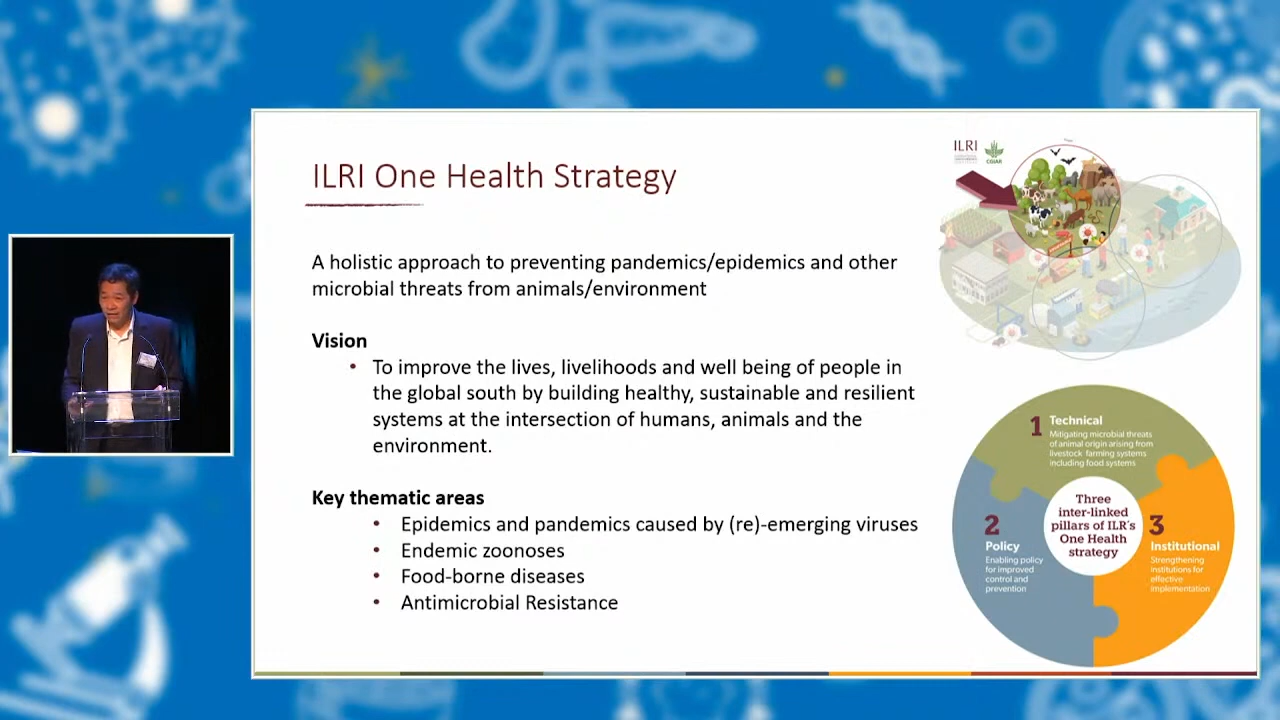 ILRI One Health Strategy
A holistic approach to preventing pandemics/epidemics and other
microbial threats from animals/environment
Vision
• To improve the lives, livelihoods and well being of people in
the global south by building healthy, sustainable and resilient
systems at the intersection of humans, animals and the
environment.
Key thematic areas
• Epidemics and pandemics caused by (re)-emerging viruses
• Endemic zoonoses
• Food-borne diseases
• Antimicrobial Resistance
ILRI
CGIAR
1 Technical
Mitigating microbial threats
of animal origin arising from
livestock farming systems
including food systems
Three
inter-linked
pillars of ILR's
One Health
strategy
2
Policy
Enabling policy
for improved
control and
prevention
3
Institutional
Strengthening
institutions for
effective
implementation